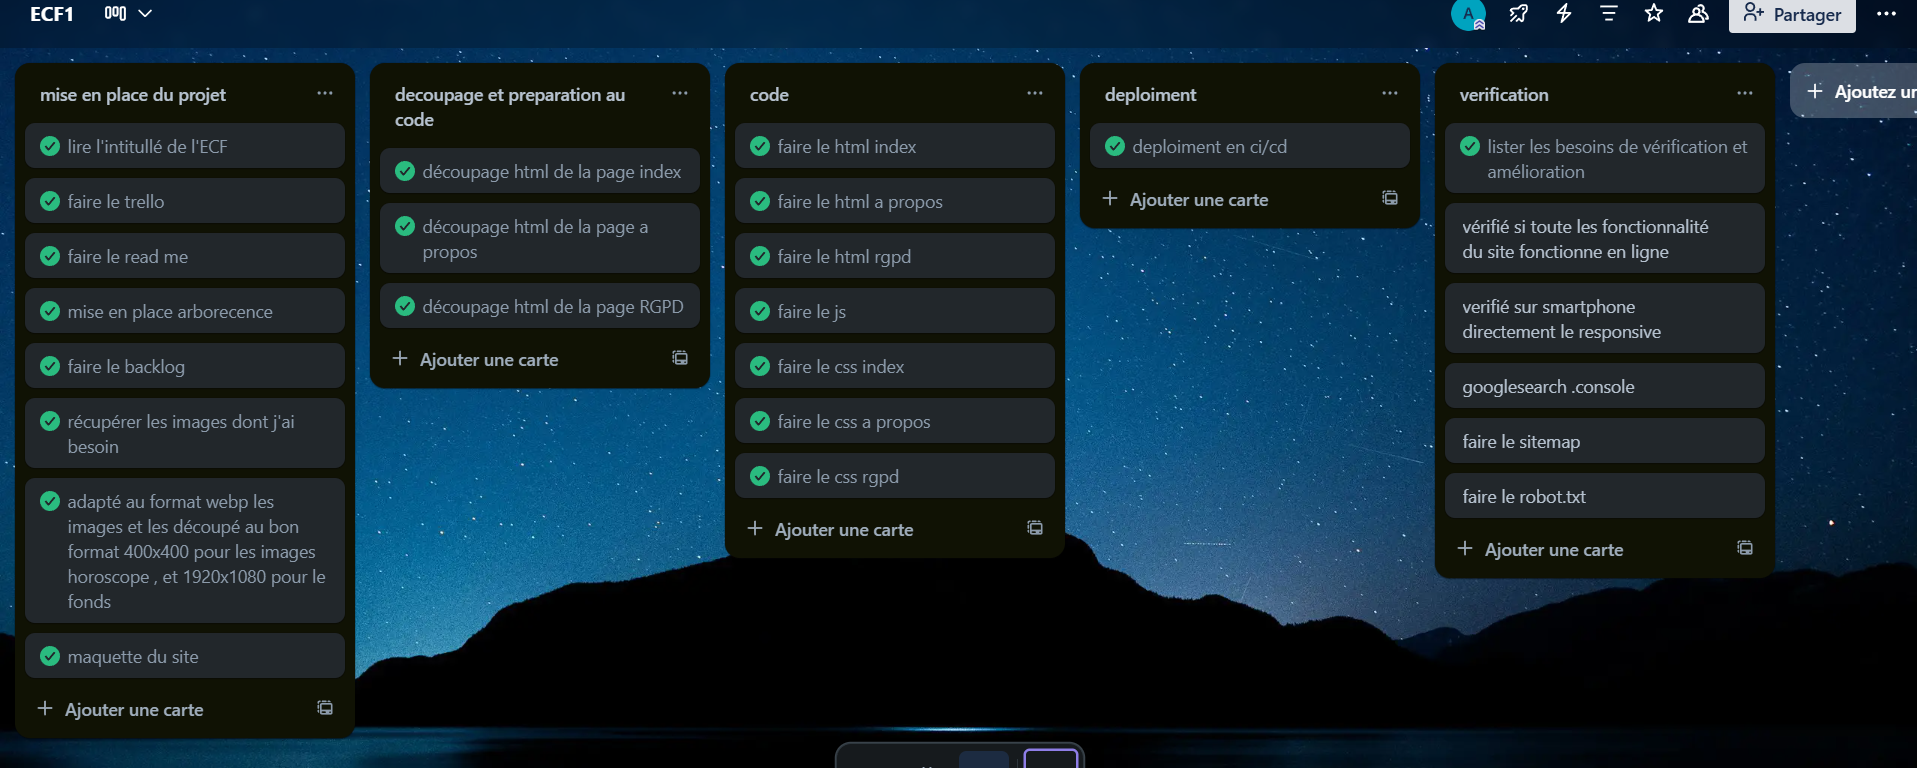 ECF1
A
Partager
mise en place du projet
lire l'intitullé de l'ECF
faire le trello
faire le read me
mise en place arborecence
faire le backlog
récupérer les images dont j'ai
besoin
adapté au format webp les
images et les découpé au bon
format 400x400 pour les images
horoscope , et 1920x1080 pour le
fonds
maquette du site
Ajouter une carte
decoupage et preparation au
code
découpage html de la page index
découpage html de la page a
propos
découpage html de la page RGPD
Ajouter une carte
code
faire le html index
faire le html a propos
faire le html rgpd
faire le js
faire le css index
faire le css a propos
faire le css rgpd
Ajouter une carte
deploiment
deploiment en ci/cd
Ajouter une carte
verification
lister les besoins de vérification et
amélioration
vérifié si toute les fonctionnalité
du site fonctionne en ligne
verifié sur smartphone
directement le responsive
googlesearch .console
faire le sitemap
faire le robot.txt
Ajouter une carte
Ajoutez